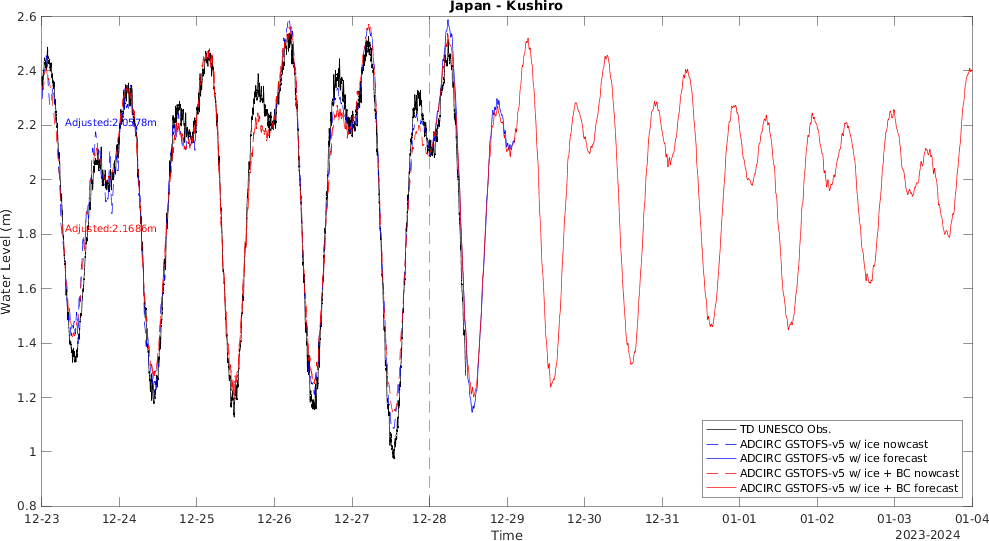 Japan - Kushiro
2.6
2.4
2.2
2
1.8
1.6
1.4
1.2
1
0.8
Water Level (m)
Adjusted:2.0578m
Adjusted:2.1686m
TD UNESCO Obs.
ADCIRC GSTOFS-v5 w/ ice nowcast
ADCIRC GSTOFS-v5 w/ ice forecast
ADCIRC GSTOFS-v5 w/ ice + BC nowcast
ADCIRC GSTOFS-v5 w/ ice + BC forecast
12-23 12-24 12-25 12-26 12-27 12-28 12-29 12-30 12-31 01-01 01-02 01-03 01-04
Time
2023-2024